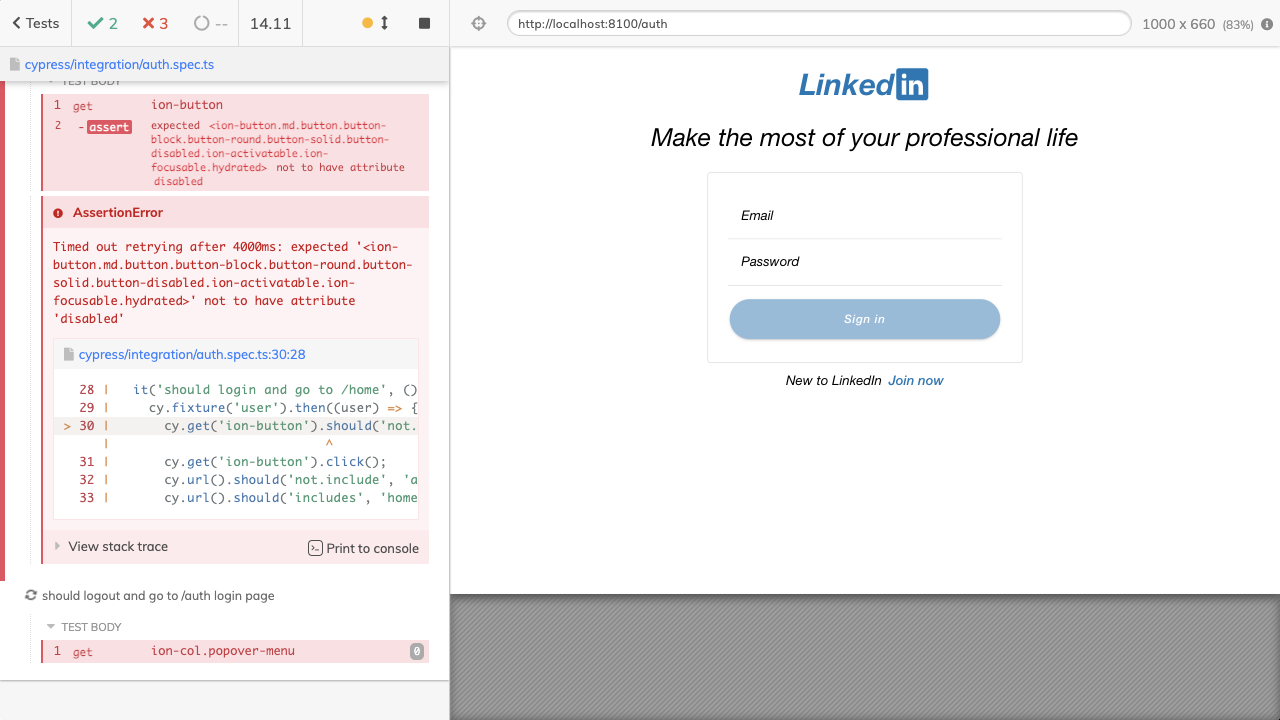 Tests
2
3
--
14.11
http://localhost:8100/auth
1000 x 660 (83%)
cypress/integration/auth.spec.ts
TEST BODY
1 get ion-button
2 -assert expected <ion-button.md.button.button-
block.button-round.button-solid.button-
disabled.ion-activatable.ion-
focusable.hydrated> not to have attribute
disabled
AssertionError
Timed out retrying after 4000ms: expected '<ion-
button.md.button.button-block.button-round.button-
solid.button-disabled.ion-activatable.ion-
focusable.hydrated>' not to have attribute
'disabled'
cypress/integration/auth.spec.ts:30:28
28 | it('should login and go to /home', ()
29 | cy.fixture('user').then((user) => {
> 30 | cy.get('ion-button').should('not.
| ^
31 | cy.get('ion-button').click();
32 | cy.url().should('not.include', 'a
33 | cy.url().should('includes', 'home
View stack trace
Print to console
should logout and go to /auth login page
TEST BODY
1 get ion-col.popover-menu 0
Linkedin
Make the most of your professional life
Email
Password
Sign in
New to LinkedIn Join now